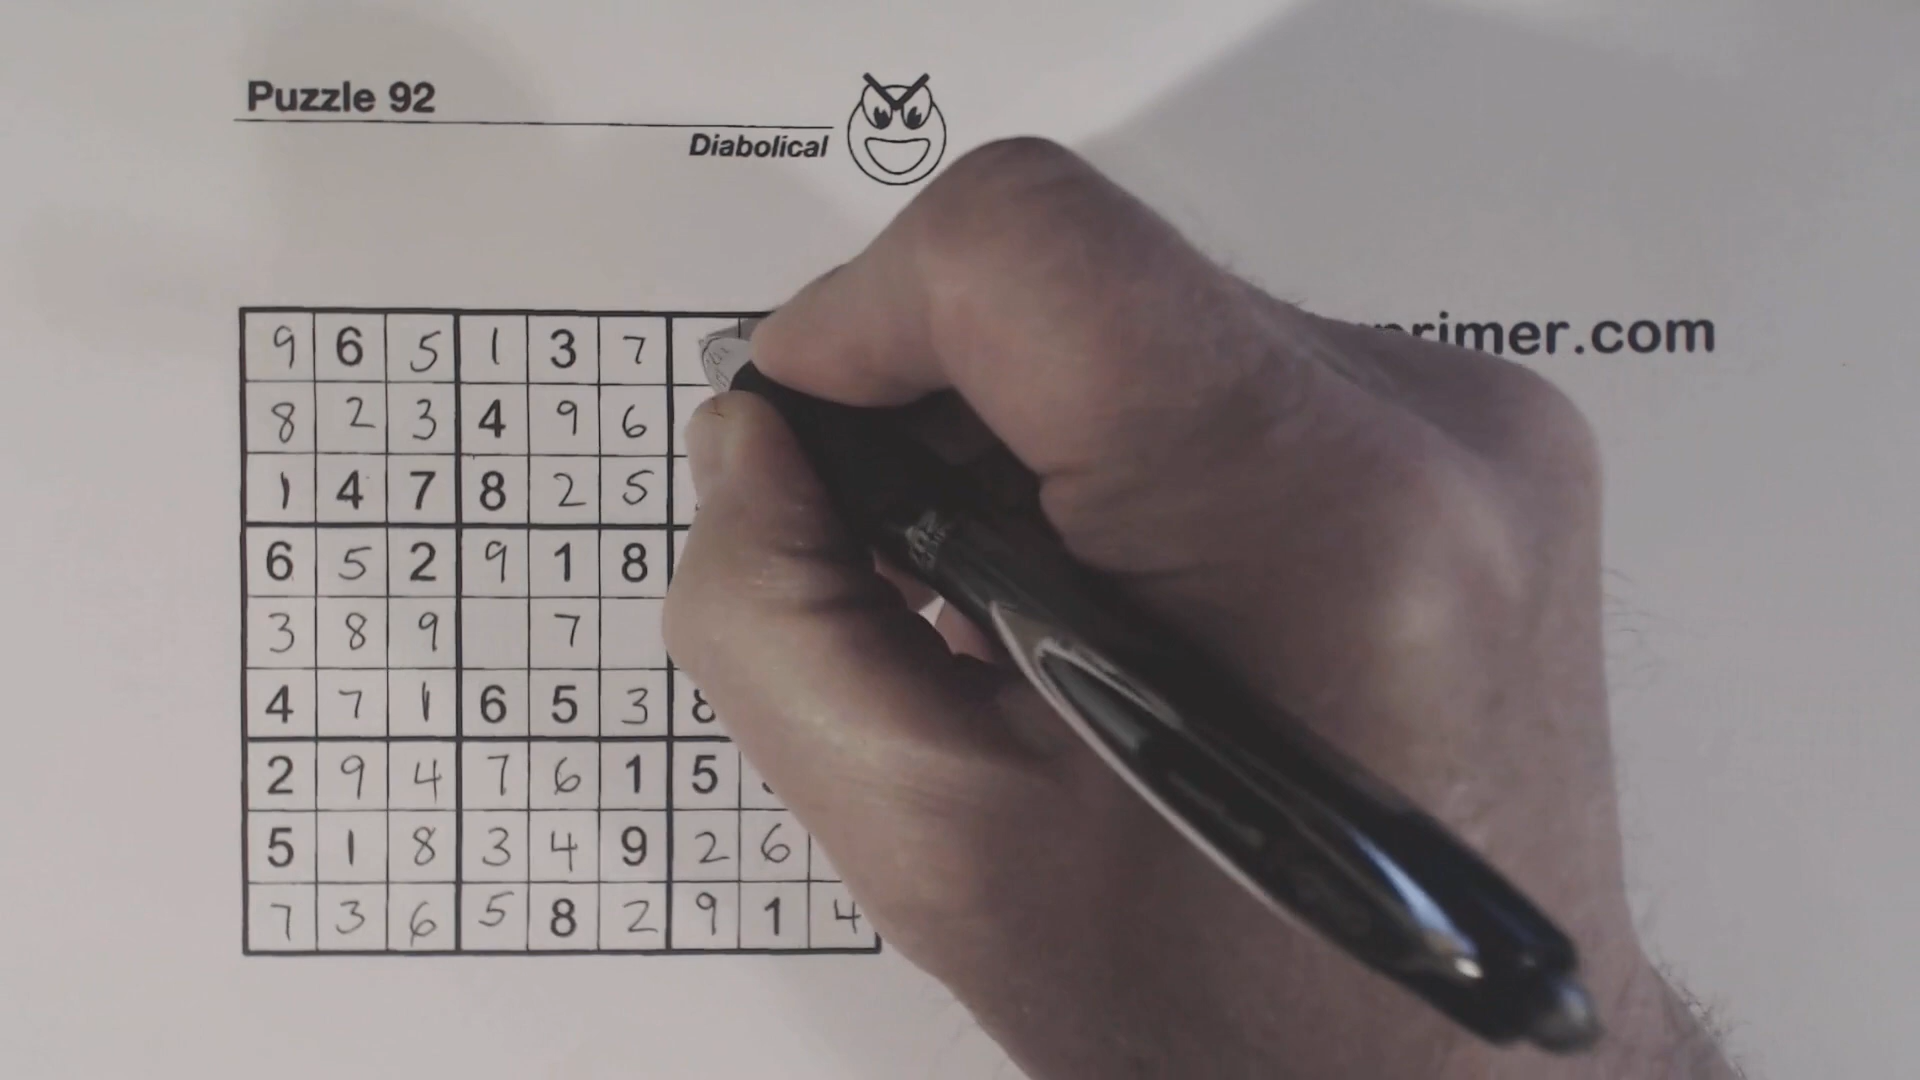 Puzzle 92
Diabolical
primer.com
9 6 5 1 3 7
8 2 3 4 9 6
1 4 7 8 2 5
6 5 2 9 1 8
3 8 9 7
4 7 1 6 5 3 8
2 9 4 7 6 1 5
5 1 8 3 4 9 2 6
7 3 6 5 8 2 9 1 4